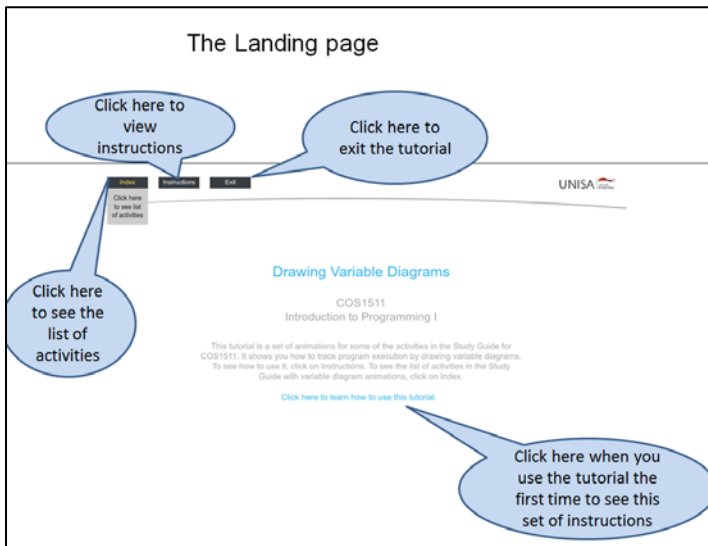 The Landing page
Click here to
view
instructions
Click here to
exit the tutorial
Index
Instructions
Exit
UNISA
Click here
to see list
of activities
Click here
to see the
list of
activities
Drawing Variable Diagrams
COS1511
Introduction to Programming I
This tutorial is a set of animations for some of the activities in the Study Guide for
COS1511. It shows you how to trace program execution by drawing variable diagrams.
To see how to use it, click on Instructions. To see the list of activities in the Study
Guide with variable diagram animations, click on Index.
Click here to learn how to use this tutorial.
Click here when you
use the tutorial the
first time to see this
set of instructions